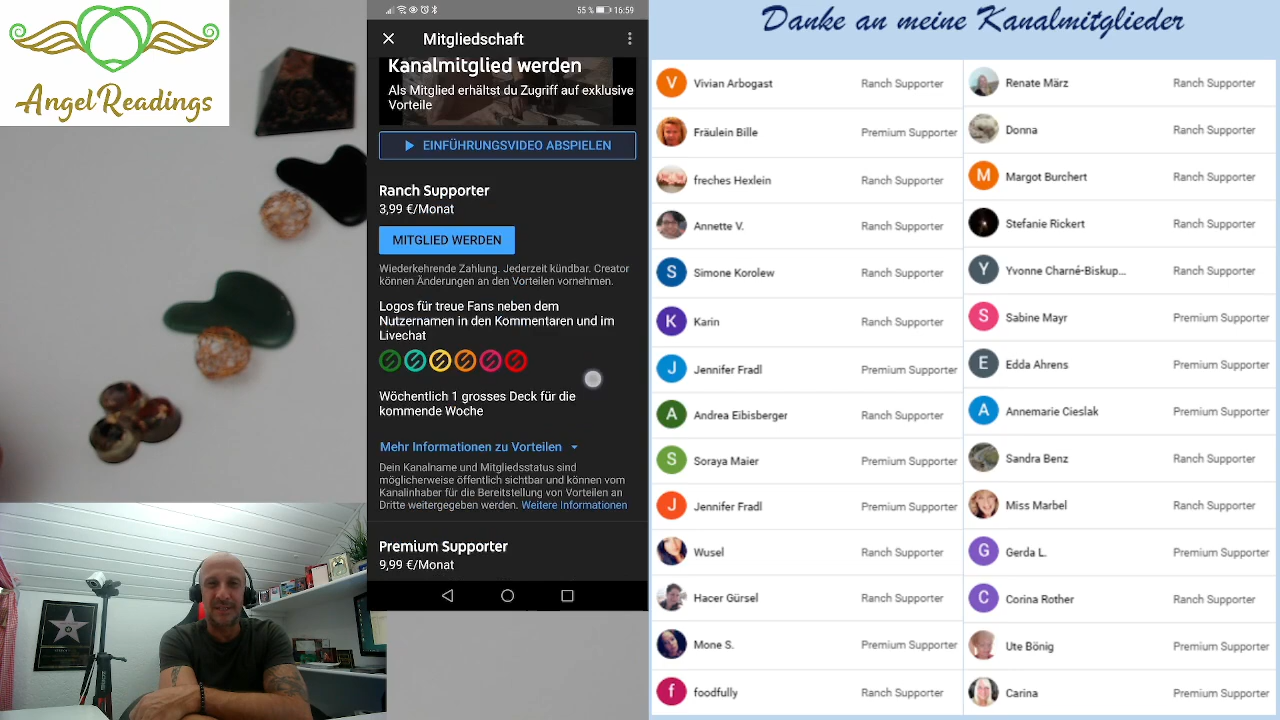 Angel Readings
55 % 16:59
Mitgliedschaft
Kanalmitglied werden
Als Mitglied erhältst du Zugriff auf exklusive
Vorteile
EINFÜHRUNGSVIDEO ABSPIELEN
Ranch Supporter
3,99 €/Monat
MITGLIED WERDEN
Wiederkehrende Zahlung. Jederzeit kündbar. Creator
können Änderungen an den Vorteilen vornehmen.
Logos für treue Fans neben dem
Nutzernamen in den Kommentaren und im
Livechat
Wöchentlich 1 grosses Deck für die
kommende Woche
Mehr Informationen zu Vorteilen
Dein Kanalname und Mitgliedsstatus sind
möglicherweise öffentlich sichtbar und können vom
Kanalinhaber für die Bereitstellung von Vorteilen an
Dritte weitergegeben werden. Weitere Informationen
Premium Supporter
9,99 €/Monat
Danke an meine Kanalmitglieder
V Vivian Arbogast Ranch Supporter
Fräulein Bille Premium Supporter
freches Hexlein Ranch Supporter
Annette V. Ranch Supporter
S Simone Korolew Ranch Supporter
K Karin Ranch Supporter
J Jennifer Fradl Premium Supporter
A Andrea Eibisberger Ranch Supporter
S Soraya Maier Premium Supporter
J Jennifer Fradl Premium Supporter
Wusel Ranch Supporter
Hacer Gürsel Ranch Supporter
Mone S. Premium Supporter
f foodfully Ranch Supporter
Renate März Ranch Supporter
Donna Ranch Supporter
M Margot Burchert Ranch Supporter
Stefanie Rickert Ranch Supporter
Y Yvonne Charné-Biskup... Ranch Supporter
S Sabine Mayr Premium Supporter
E Edda Ahrens Premium Supporter
A Annemarie Cieslak Premium Supporter
Sandra Benz Ranch Supporter
Miss Marbel Ranch Supporter
G Gerda L. Premium Supporter
C Corina Rother Ranch Supporter
Ute Bönig Premium Supporter
Carina Premium Supporter